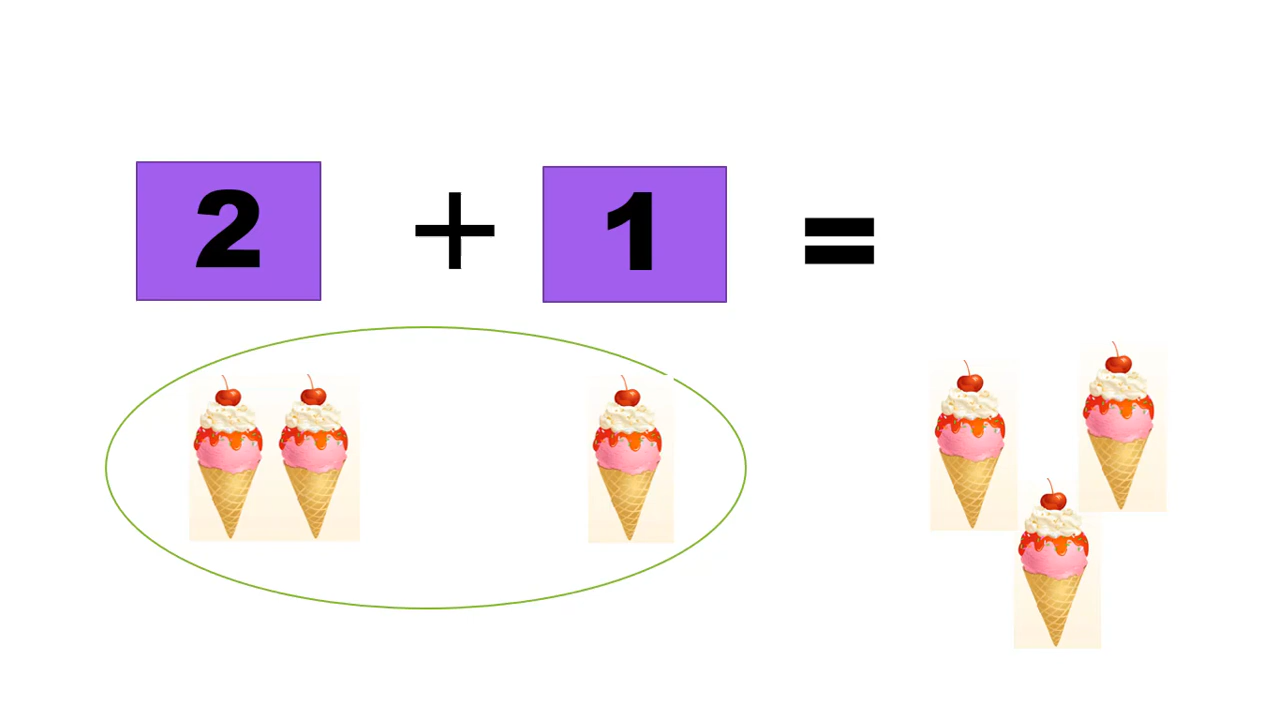 2 + 1 =